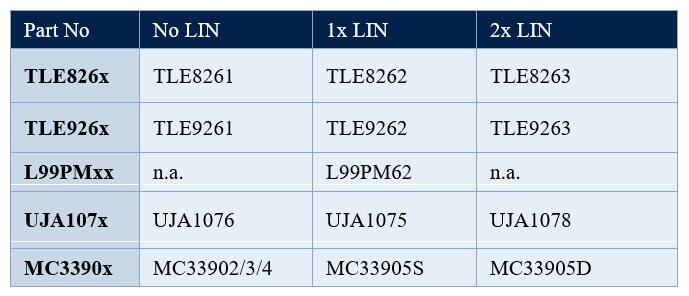 Part No No LIN 1x LIN 2x LIN
TLE826x TLE8261 TLE8262 TLE8263
TLE926x TLE9261 TLE9262 TLE9263
L99PMxx n.a. L99PM62 n.a.
UJA107x UJA1076 UJA1075 UJA1078
MC3390x MC33902/3/4 MC33905S MC33905D